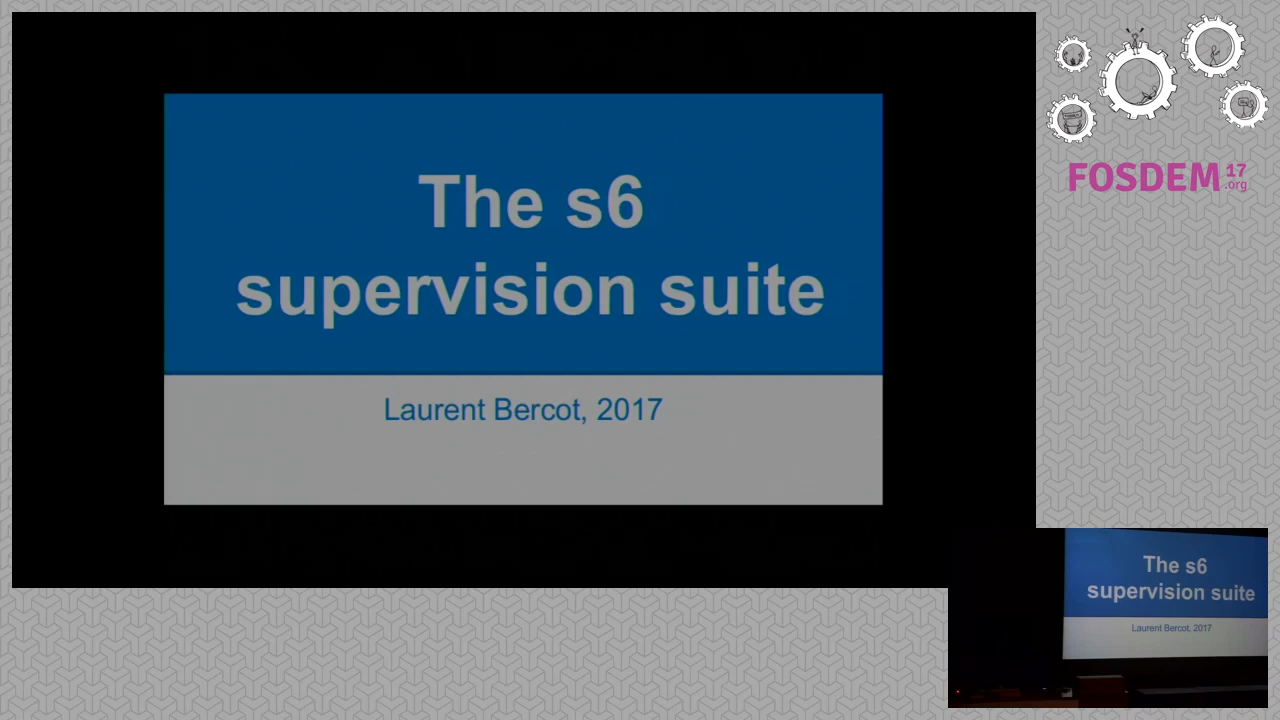 The s6
supervision suite
Laurent Bercot, 2017
FOSDEM 17
.org
The s6
supervision suite
Laurent Bercot, 2017